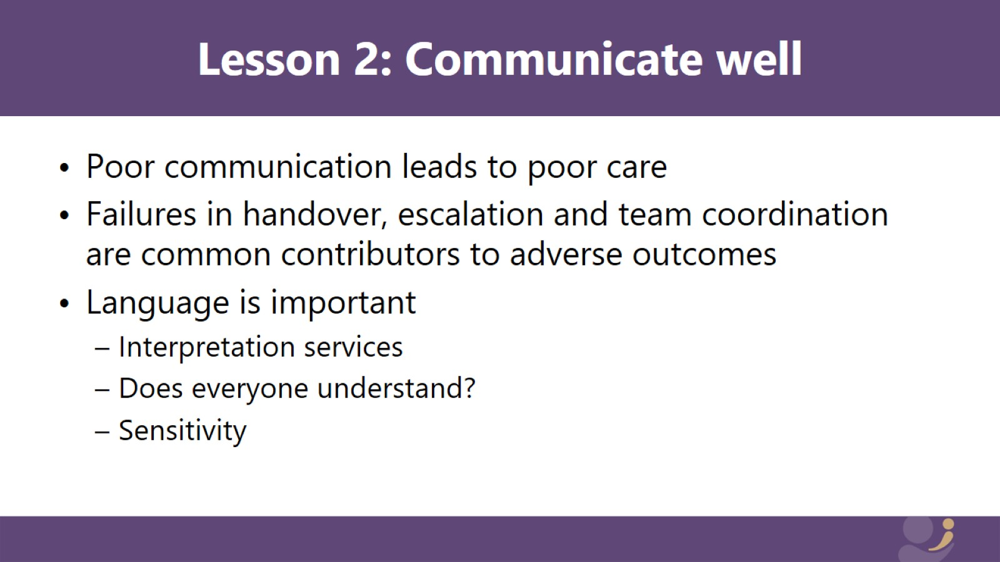 Lesson 2: Communicate well
• Poor communication leads to poor care
• Failures in handover, escalation and team coordination
are common contributors to adverse outcomes
• Language is important
– Interpretation services
– Does everyone understand?
– Sensitivity